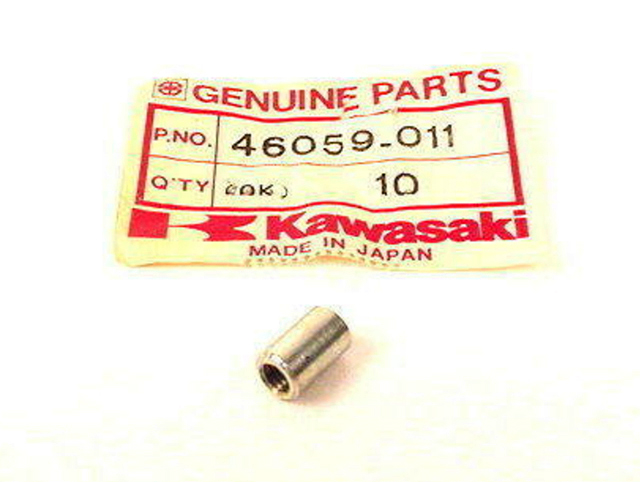 GENUINE PARTS
P.NO. 46059-011
Q'TY 10
Kawasaki
MADE IN JAPAN